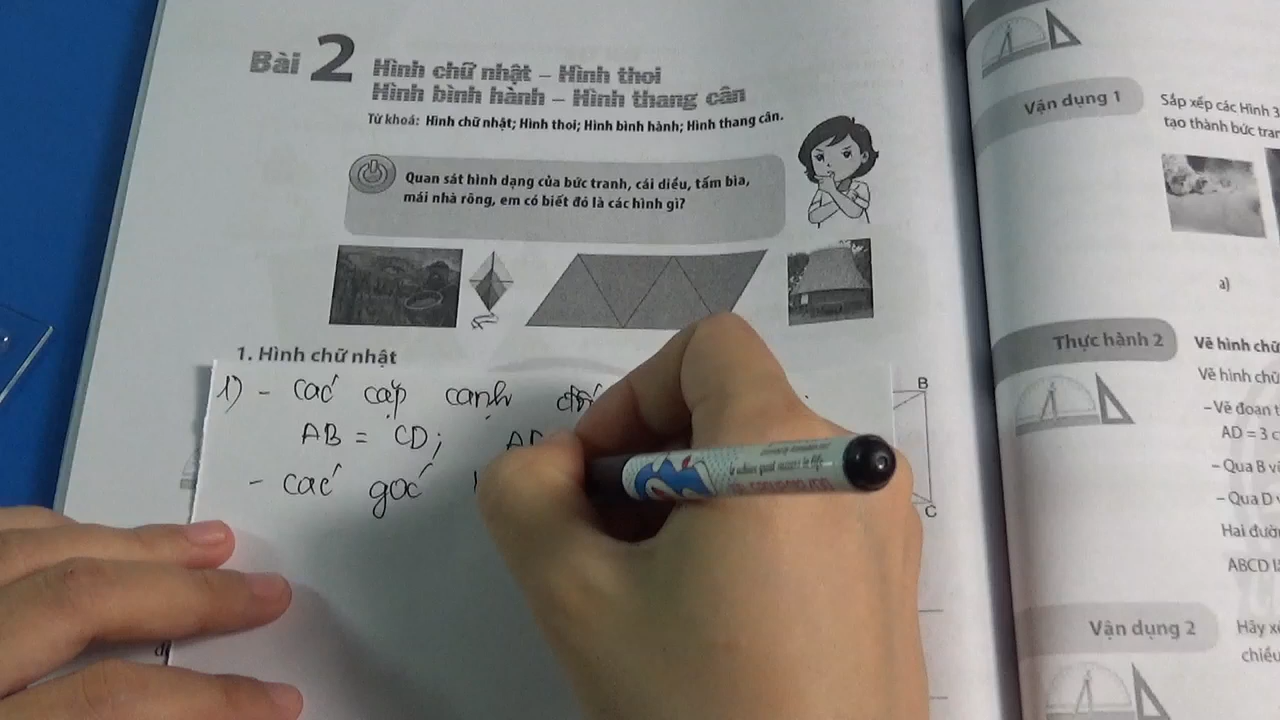 Bài 2 Hình chữ nhật – Hình thoi
Hình bình hành – Hình thang cân
Từ khoá: Hình chữ nhật; Hình thoi; Hình bình hành; Hình thang cân.
Quan sát hình dạng của bức tranh, cái diều, tấm bìa,
mái nhà rông, em có biết đó là các hình gì?
1. Hình chữ nhật
1) - các cặp cạnh
AB = CD;
- các góc
B
C
Vận dụng 1
Sắp xếp các Hình 3
tạo thành bức
a)
Thực hành 2
Vẽ hình chữ
Vẽ hình chữ
– Vẽ đoạn
AD = 3 c
– Qua B
– Qua D
Hai
ABCD
Vận dụng 2
Hãy
chiều